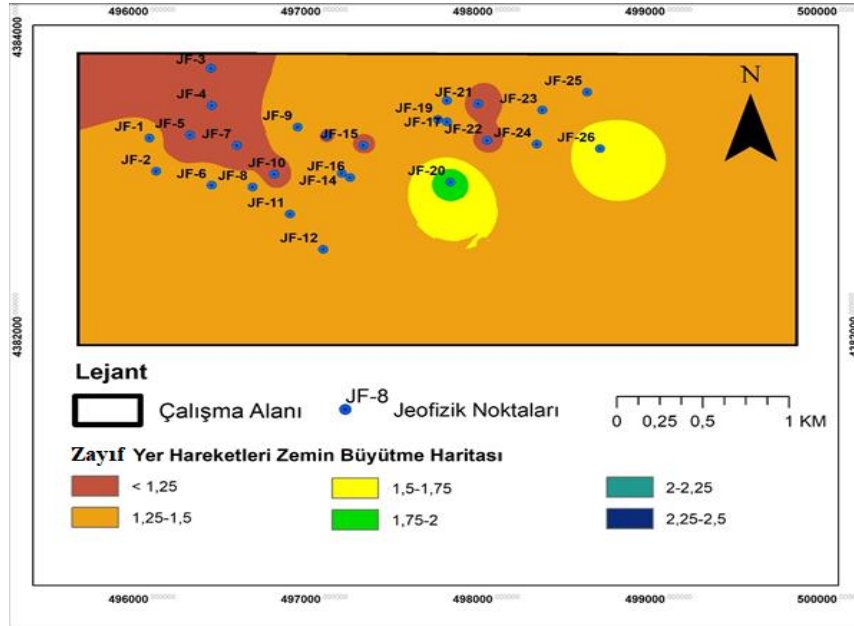 496000 497000 498000 499000 500000
4384000
4384000
JF-3
JF-25
JF-4
JF-21
JF-23
JF-19
JF-9
JF-17
JF-1
JF-5
JF-7
JF-15
JF-22
JF-24
JF-26
JF-2
JF-10
JF-16
JF-20
JF-6
JF-8
JF-14
JF-11
JF-12
N
4382000
4382000
Lejant
Çalışma Alanı
JF-8
Jeofizik Noktaları
0 0,25 0,5 1 KM
Zayıf Yer Hareketleri Zemin Büyütme Haritası
< 1,25
1,5-1,75
2-2,25
1,25-1,5
1,75-2
2,25-2,5
496000 497000 498000 499000 500000